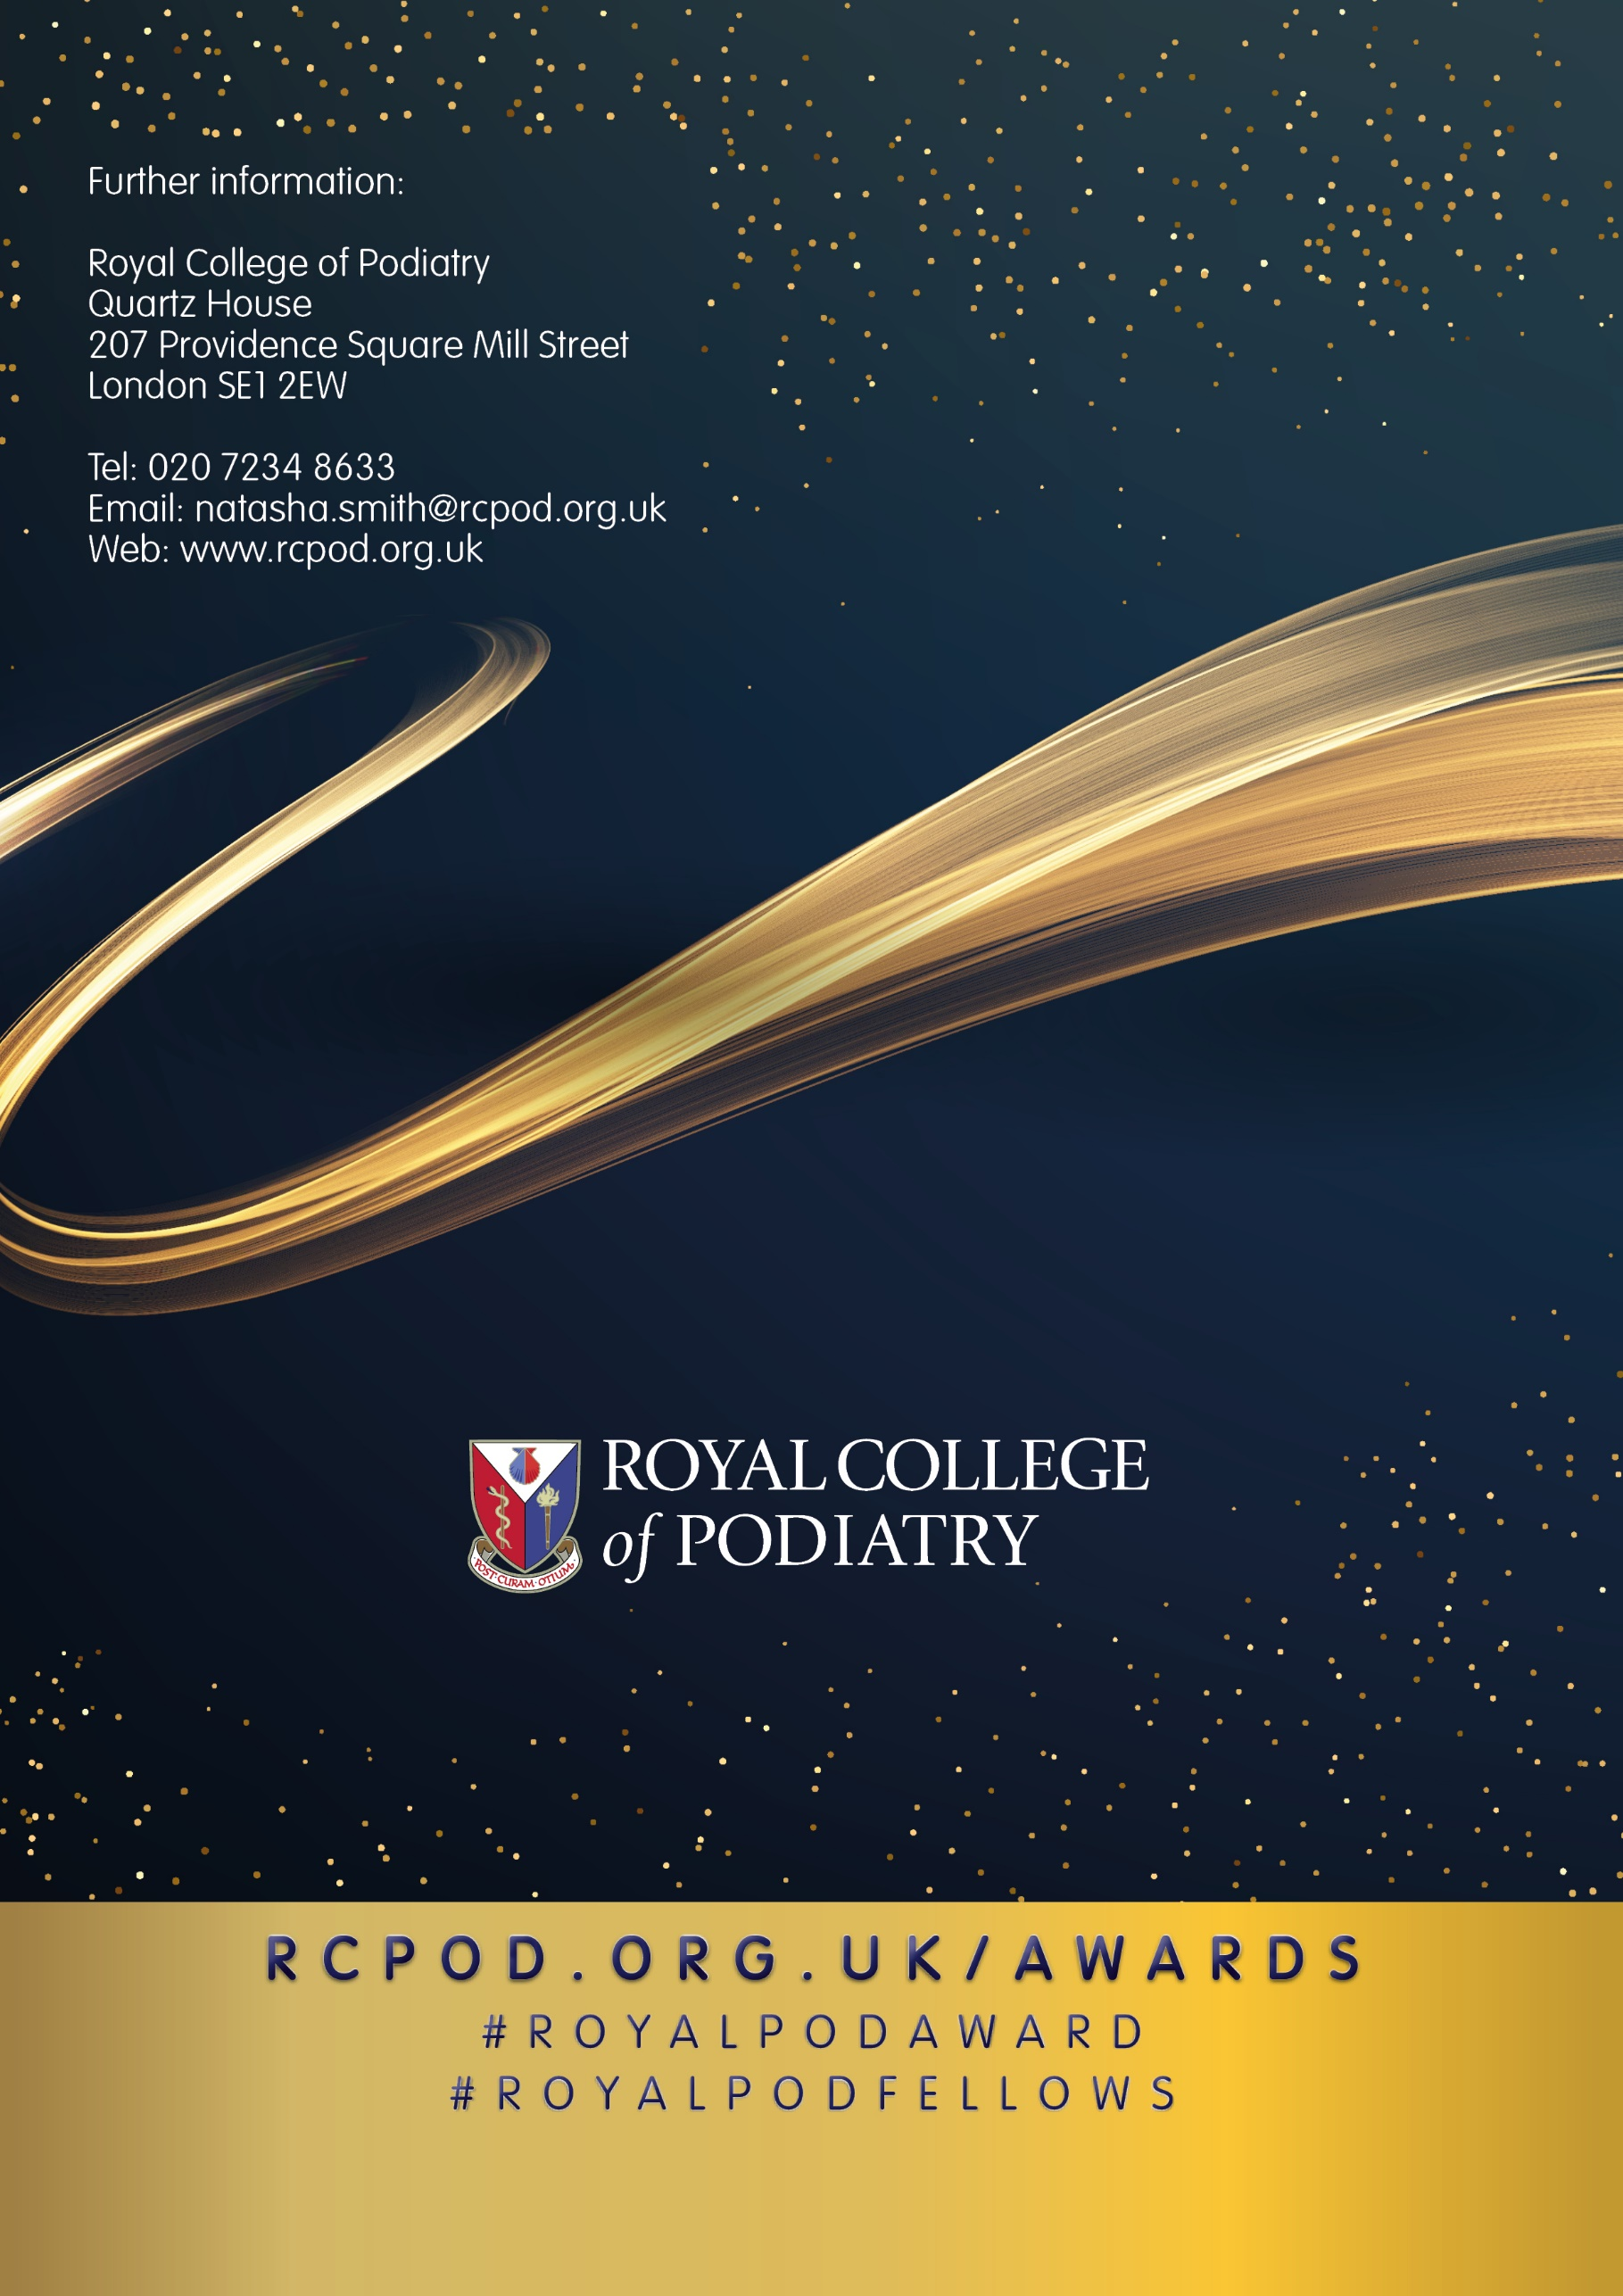 Further information:
Royal College of Podiatry
Quartz House
207 Providence Square Mill Street
London SE1 2EW
Tel: 020 7234 8633
Email: natasha.smith@rcpod.org.uk
Web: www.rcpod.org.uk
ROYAL COLLEGE
of PODIATRY
POST·CURAM·OTIUM
RCPOD.ORG.UK/AWARDS
#ROYALPODAWARD
#ROYALPODFELLOWS